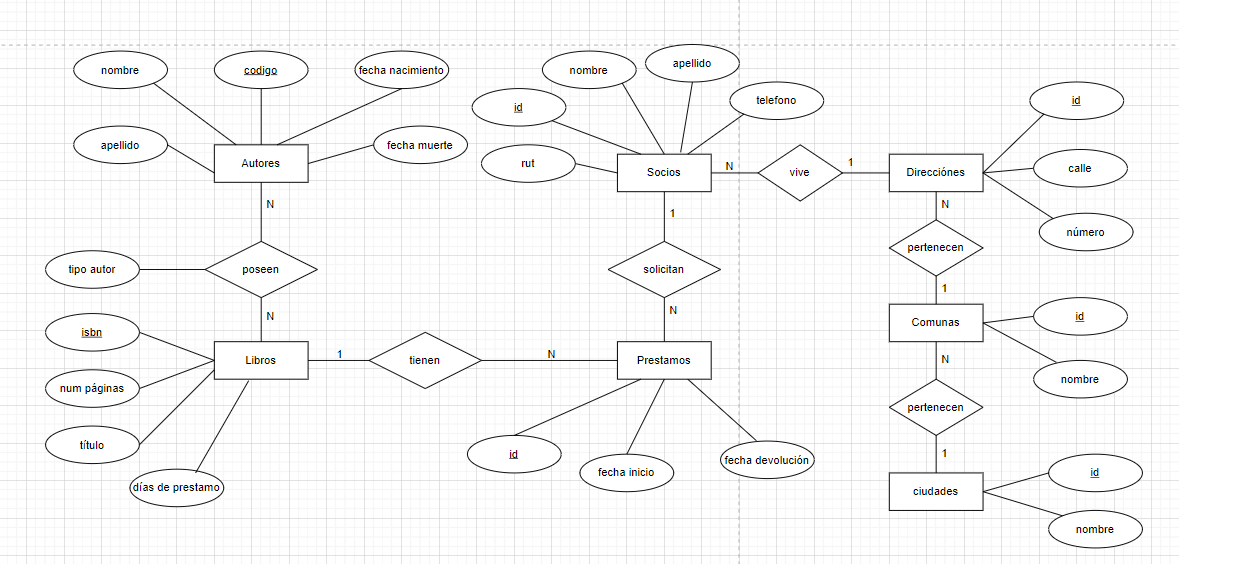 nombre
codigo
fecha nacimiento
apellido
Autores
fecha muerte
N
poseen
tipo autor
N
isbn
num páginas
título
días de prestamo
Libros
1
tienen
N
nombre
apellido
id
telefono
rut
Socios
N
vive
1
1
solicitan
N
Prestamos
id
fecha inicio
fecha devolución
Direcciónes
id
calle
número
N
pertenecen
1
Comunas
id
nombre
N
pertenecen
1
ciudades
id
nombre